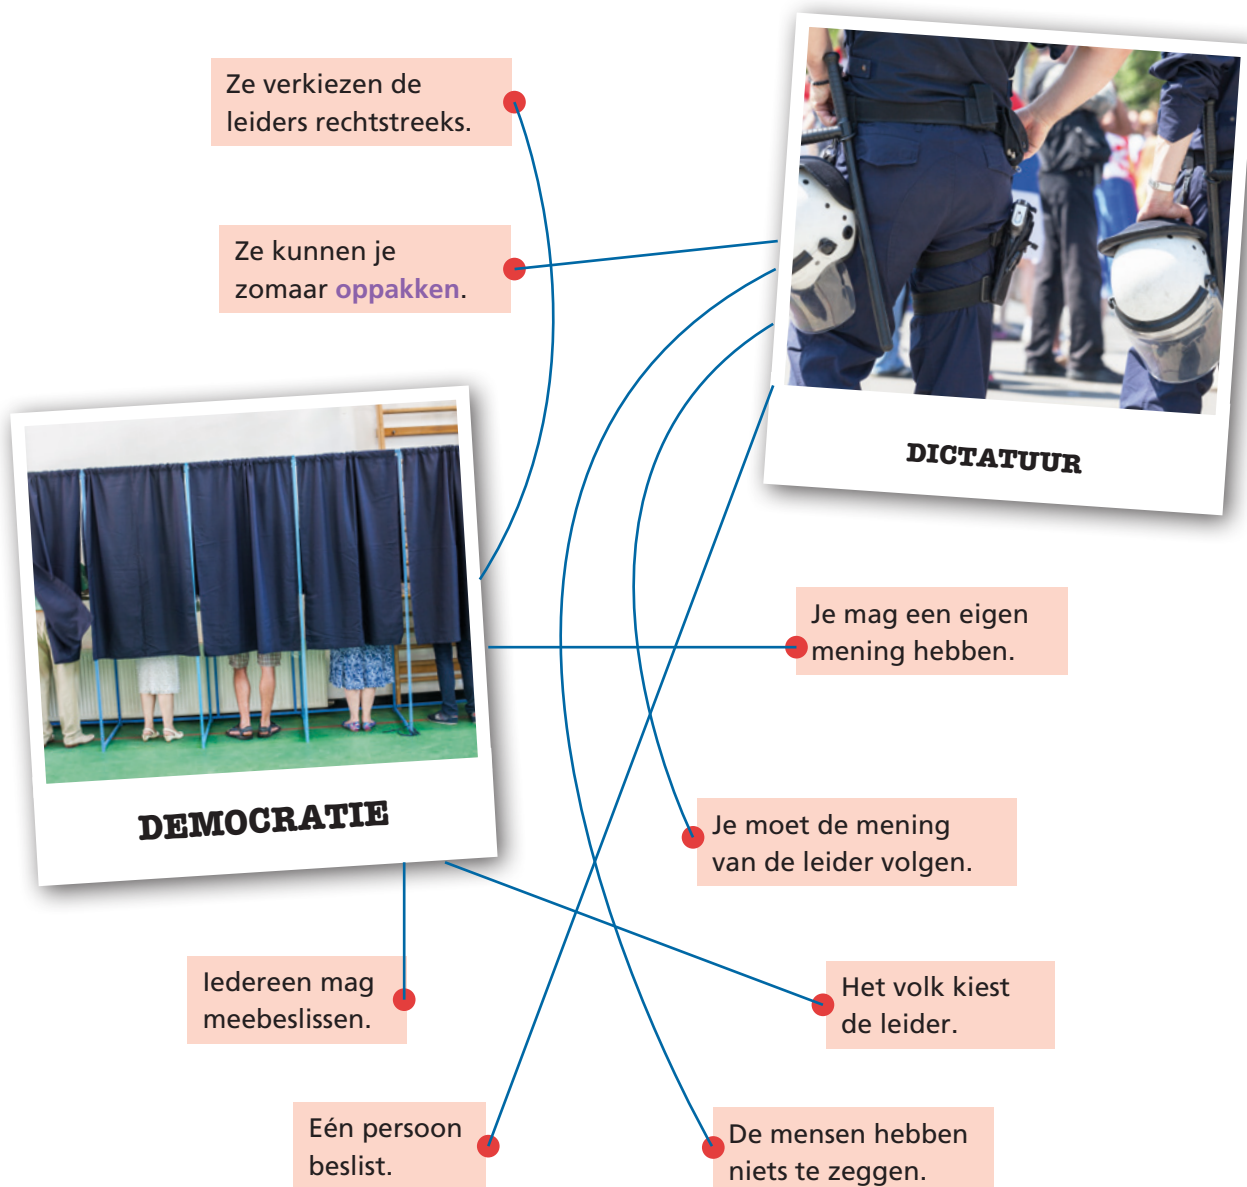 Ze verkiezen de
leiders rechtstreeks.
Ze kunnen je
zomaar oppakken.
DICTATUUR
DEMOCRATIE
Je mag een eigen
mening hebben.
Je moet de mening
van de leider volgen.
Iedereen mag
meebeslissen.
Het volk kiest
de leider.
Eén persoon
beslist.
De mensen hebben
niets te zeggen.